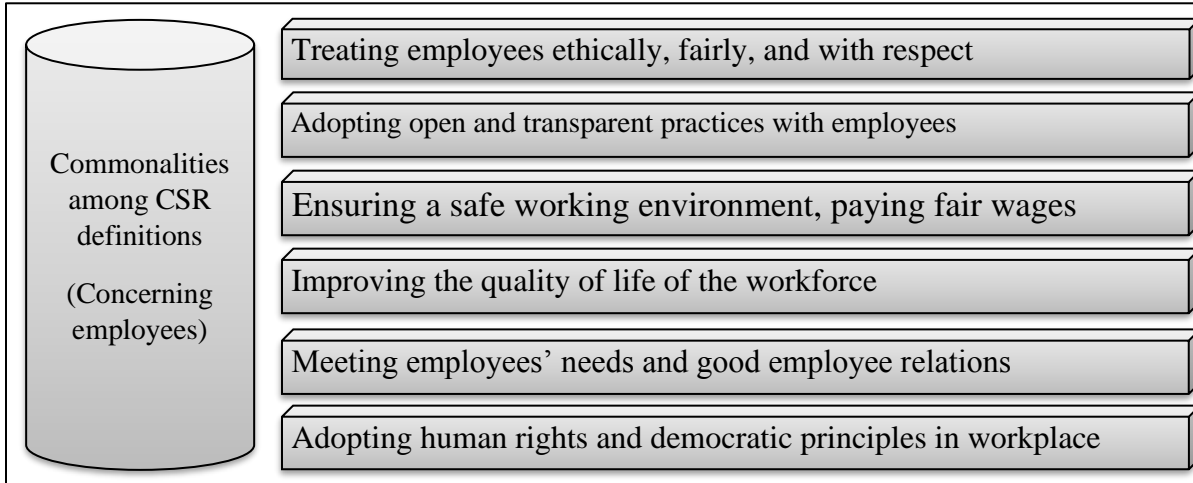 Commonalities
among CSR
definitions
(Concerning
employees)
Treating employees ethically, fairly, and with respect
Adopting open and transparent practices with employees
Ensuring a safe working environment, paying fair wages
Improving the quality of life of the workforce
Meeting employees’ needs and good employee relations
Adopting human rights and democratic principles in workplace